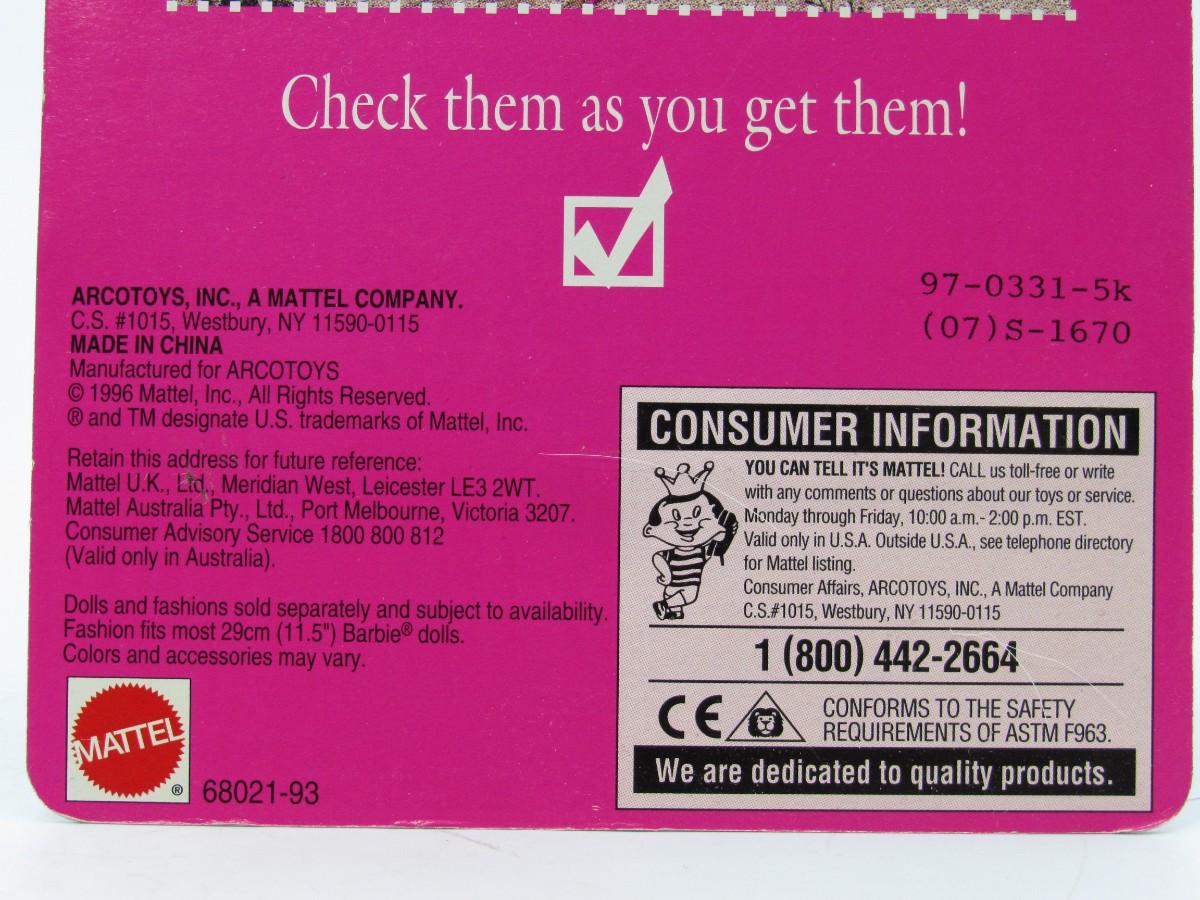 Check them as you get them!
ARCOTOYS, INC., A MATTEL COMPANY.
C.S. #1015, Westbury, NY 11590-0115
MADE IN CHINA
Manufactured for ARCOTOYS
© 1996 Mattel, Inc., All Rights Reserved.
® and TM designate U.S. trademarks of Mattel, Inc.
Retain this address for future reference:
Mattel U.K., Ltd., Meridian West, Leicester LE3 2WT.
Mattel Australia Pty., Ltd., Port Melbourne, Victoria 3207.
Consumer Advisory Service 1800 800 812
(Valid only in Australia).
Dolls and fashions sold separately and subject to availability.
Fashion fits most 29cm (11.5") Barbie® dolls.
Colors and accessories may vary.
MATTEL
®
68021-93
97-0331-5k
(07)S-1670
CONSUMER INFORMATION
YOU CAN TELL IT'S MATTEL! CALL us toll-free or write
with any comments or questions about our toys or service.
Monday through Friday, 10:00 a.m.- 2:00 p.m. EST.
Valid only in U.S.A. Outside U.S.A., see telephone directory
for Mattel listing.
Consumer Affairs, ARCOTOYS, INC., A Mattel Company
C.S.#1015, Westbury, NY 11590-0115
1 (800) 442-2664
CE CONFORMS TO THE SAFETY
REQUIREMENTS OF ASTM F963.
We are dedicated to quality products.